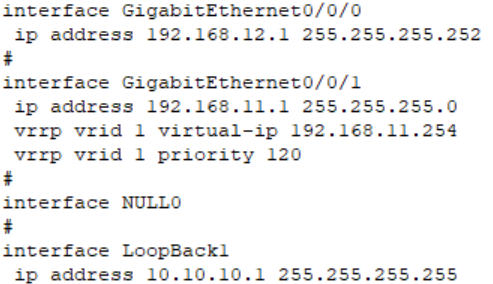 interface GigabitEthernet0/0/0
 ip address 192.168.12.1 255.255.255.252
#
interface GigabitEthernet0/0/1
 ip address 192.168.11.1 255.255.255.0
 vrrp vrid 1 virtual-ip 192.168.11.254
 vrrp vrid 1 priority 120
#
interface NULL0
#
interface LoopBack1
 ip address 10.10.10.1 255.255.255.255